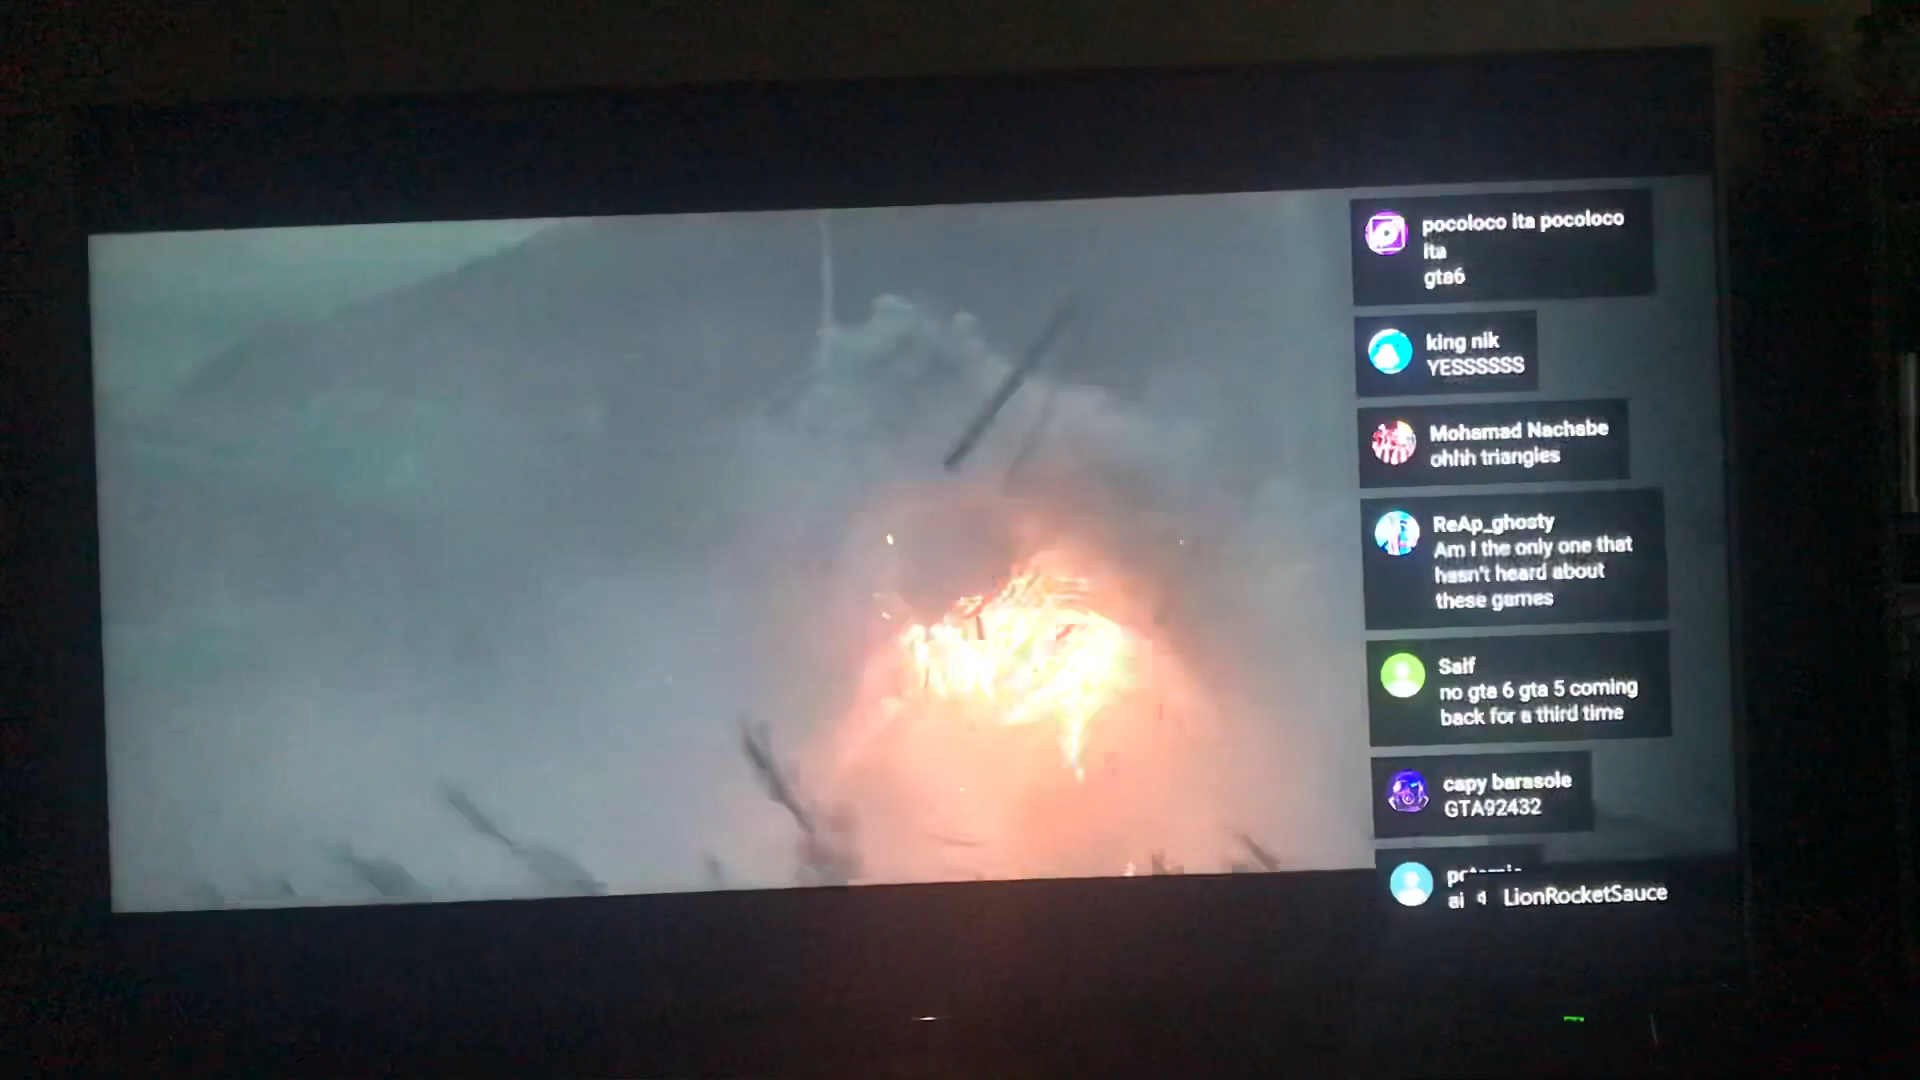 pocoloco ita pocoloco
ita
gta6
king nik
YESSSSSS
Mohamad Nachabe
ohhh triangles
ReAp_ghosty
Am I the only one that
hasn't heard about
these games
Saif
no gta 6 gta 5 coming
back for a third time
capy barasole
GTA92432
ai
LionRocketSauce